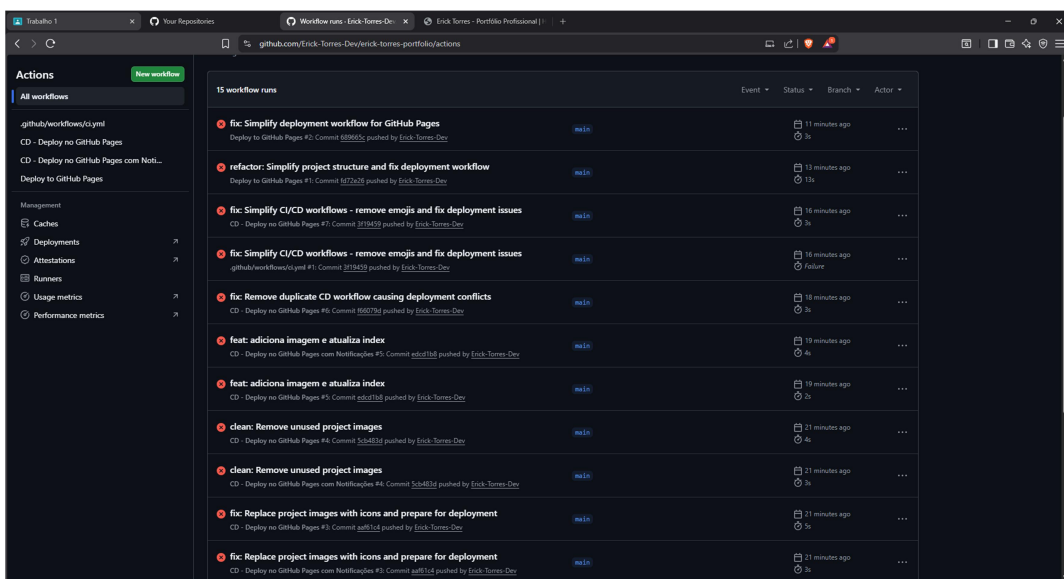 Trabalho 1
Your Repositories
Workflow runs · Erick-Torres-De
Erick Torres - Portfólio Profissional |
github.com/Erick-Torres-Dev/erick-torres-portfolio/actions
Actions
New workflow
All workflows
.github/workflows/ci.yml
CD - Deploy no GitHub Pages
CD - Deploy no GitHub Pages com Noti...
Deploy to GitHub Pages
Management
Caches
Deployments
Attestations
Runners
Usage metrics
Performance metrics
15 workflow runs
Event
Status
Branch
Actor
fix: Simplify deployment workflow for GitHub Pages
Deploy to GitHub Pages #2: Commit 689665c pushed by Erick-Torres-Dev
main
11 minutes ago
3s
refactor: Simplify project structure and fix deployment workflow
Deploy to GitHub Pages #1: Commit fd72e26 pushed by Erick-Torres-Dev
main
13 minutes ago
13s
fix: Simplify CI/CD workflows - remove emojis and fix deployment issues
CD - Deploy no GitHub Pages #7: Commit 3f19459 pushed by Erick-Torres-Dev
main
16 minutes ago
3s
fix: Simplify CI/CD workflows - remove emojis and fix deployment issues
.github/workflows/ci.yml #1: Commit 3f19459 pushed by Erick-Torres-Dev
main
16 minutes ago
Failure
fix: Remove duplicate CD workflow causing deployment conflicts
CD - Deploy no GitHub Pages #6: Commit f66079d pushed by Erick-Torres-Dev
main
18 minutes ago
3s
feat: adiciona imagem e atualiza index
CD - Deploy no GitHub Pages com Notificações #5: Commit edcd1b8 pushed by Erick-Torres-Dev
main
19 minutes ago
4s
feat: adiciona imagem e atualiza index
CD - Deploy no GitHub Pages #5: Commit edcd1b8 pushed by Erick-Torres-Dev
main
19 minutes ago
2s
clean: Remove unused project images
CD - Deploy no GitHub Pages #4: Commit 5cb483d pushed by Erick-Torres-Dev
main
21 minutes ago
4s
clean: Remove unused project images
CD - Deploy no GitHub Pages com Notificações #4: Commit 5cb483d pushed by Erick-Torres-Dev
main
21 minutes ago
3s
fix: Replace project images with icons and prepare for deployment
CD - Deploy no GitHub Pages #3: Commit aaf61c4 pushed by Erick-Torres-Dev
main
21 minutes ago
5s
fix: Replace project images with icons and prepare for deployment
CD - Deploy no GitHub Pages com Notificações #3: Commit aaf61c4 pushed by Erick-Torres-Dev
main
21 minutes ago
3s